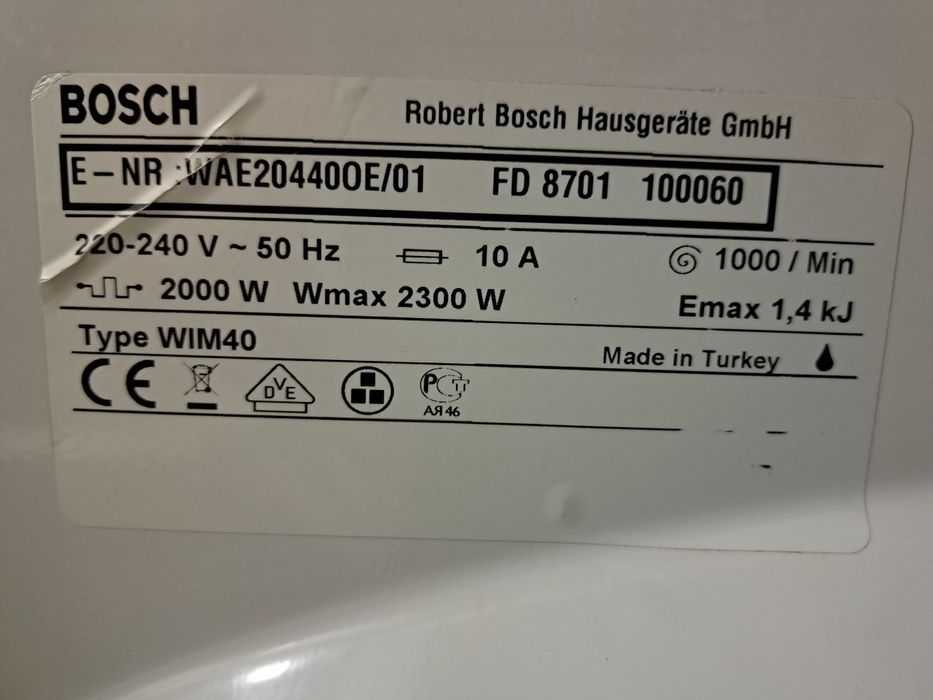 BOSCH Robert Bosch Hausgeräte GmbH
E-NR :WAE20440OE/01 FD 8701 100060
220-240 V ~ 50 Hz 10 A 1000 / Min
2000 W Wmax 2300 W Emax 1,4 kJ
Type WIM40 Made in Turkey
CE DVE PCT
АЯ46